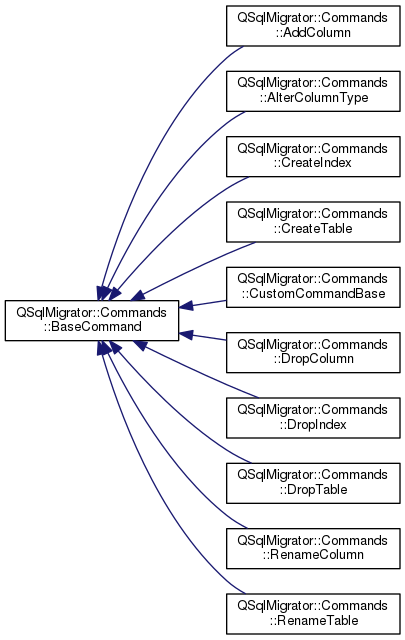 QSqlMigrator::Commands
::AddColumn
QSqlMigrator::Commands
::AlterColumnType
QSqlMigrator::Commands
::CreateIndex
QSqlMigrator::Commands
::CreateTable
QSqlMigrator::Commands
::CustomCommandBase
QSqlMigrator::Commands
::BaseCommand
QSqlMigrator::Commands
::DropColumn
QSqlMigrator::Commands
::DropIndex
QSqlMigrator::Commands
::DropTable
QSqlMigrator::Commands
::RenameColumn
QSqlMigrator::Commands
::RenameTable